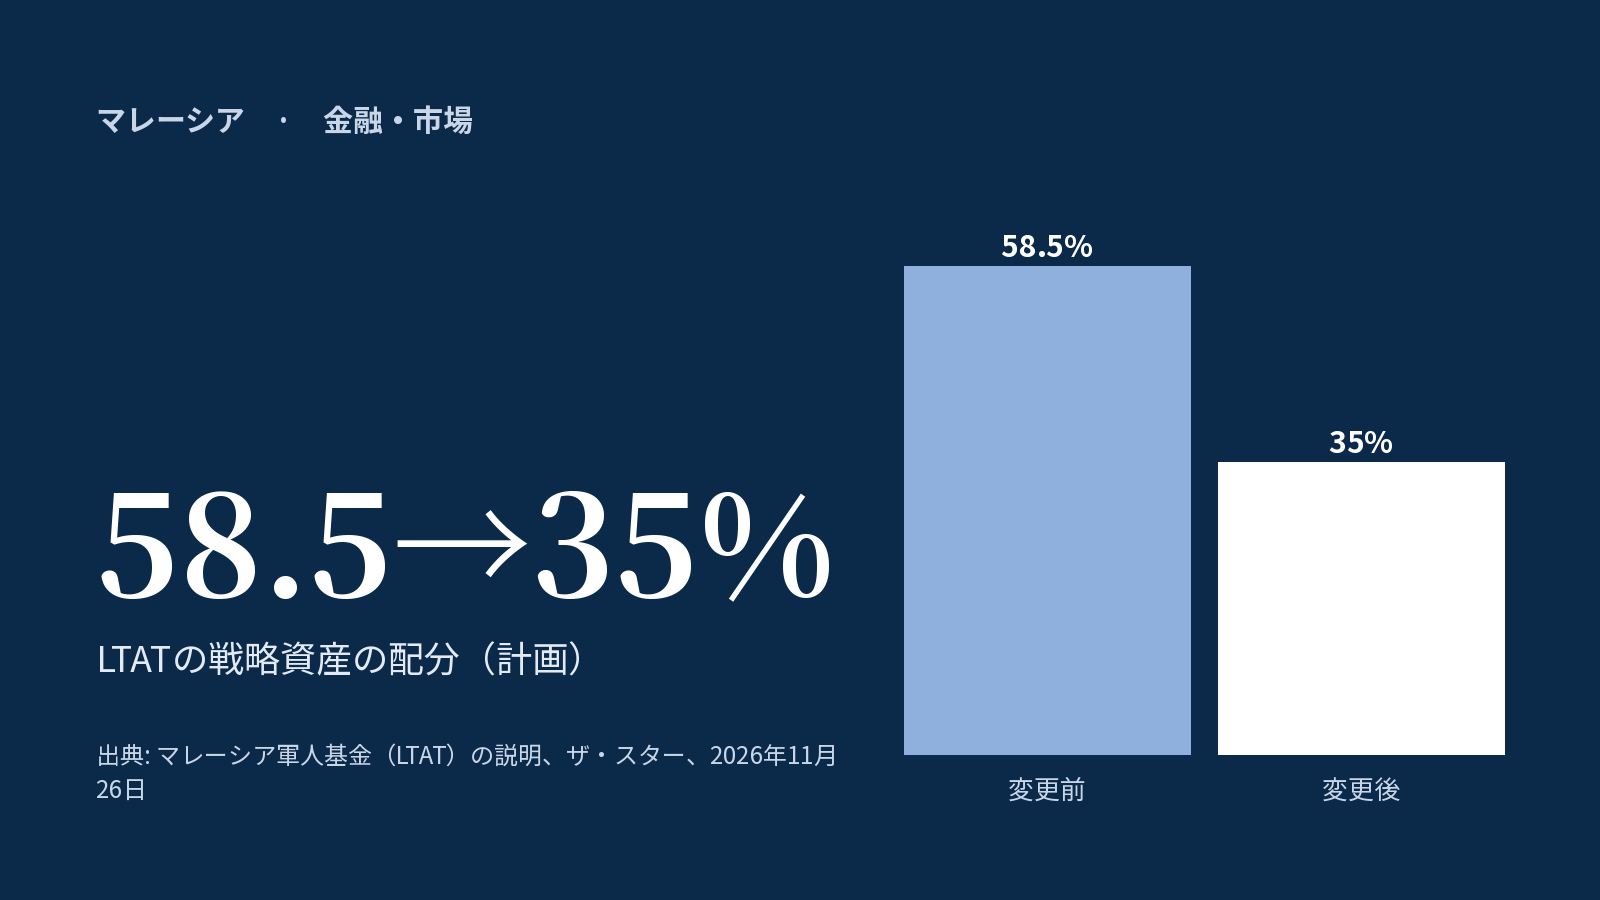 マレーシア · 金融・市場
58.5%
35%
58.5→35%
LTATの戦略資産の配分（計画）
出典: マレーシア軍人基金（LTAT）の説明、ザ・スター、2026年11月
26日
変更前
変更後